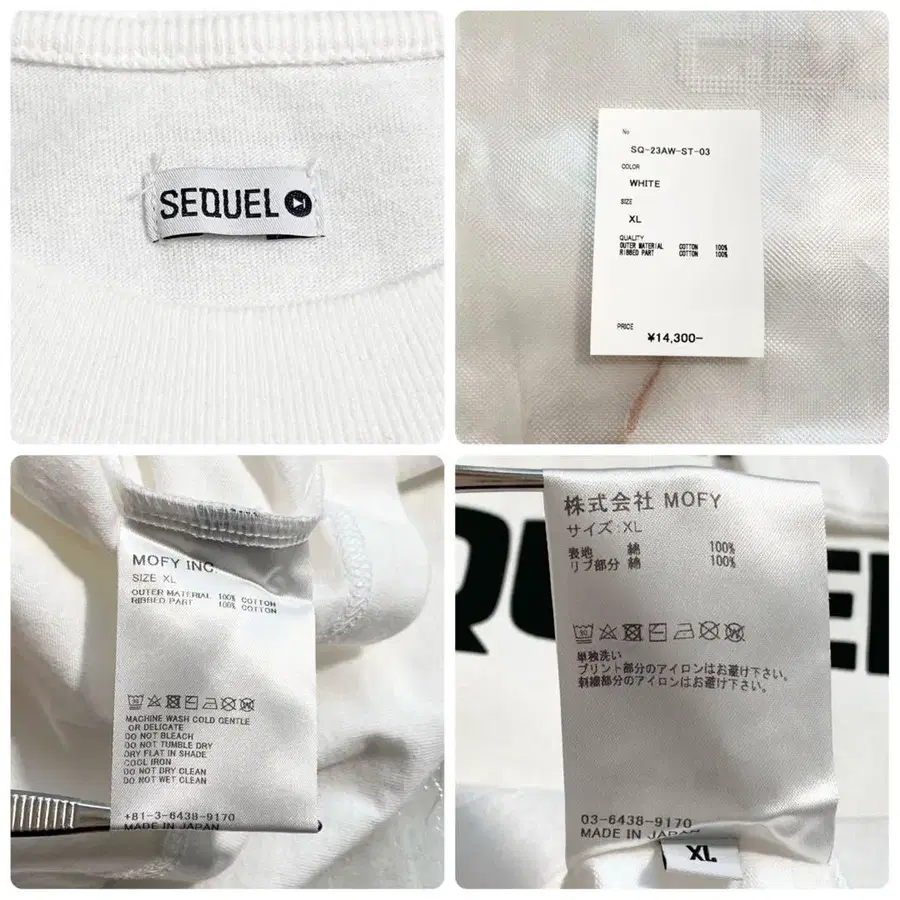 SEQUEL
No
SQ-23AW-ST-03
COLOR
WHITE
SIZE
XL
QUALITY
OUTER MATERIAL COTTON 100%
RIBBED PART COTTON 100%
PRICE
¥14,300-
MOFY INC.
SIZE XL
OUTER MATERIAL 100% COTTON
RIBBED PART 100% COTTON
MACHINE WASH COLD GENTLE
OR DELICATE
DO NOT BLEACH
DO NOT TUMBLE DRY
DRY FLAT IN SHADE
COOL IRON
DO NOT DRY CLEAN
DO NOT WET CLEAN
+81-3-6438-9170
MADE IN JAPAN
株式会社 MOFY
サイズ:XL
表地 綿 100%
リブ部分 綿 100%
単独洗い
プリント部分のアイロンはお避け下さい。
刺繍部分のアイロンはお避け下さい。
03-6438-9170
MADE IN JAPAN
XL